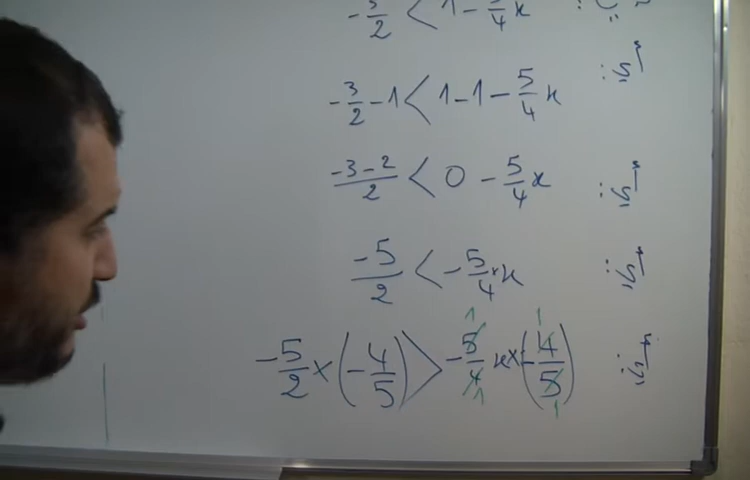 -3/2 < 1 - 5/4 x
-3/2 - 1 < 1 - 1 - 5/4 x
(-3-2)/2 < 0 - 5/4 x
-5/2 < -5/4 × x
-5/2 × (-4/5) > -5/4 x × (-4/5)